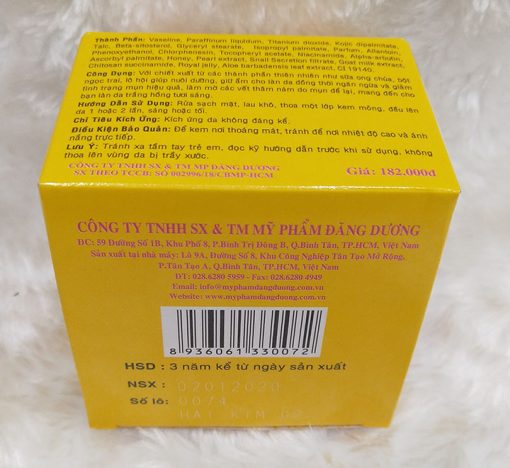 Thành Phần: Vaseline, Paraffinum liquidum, Titanium dioxide, Kojic dipalmitate,
Talc, Beta-sitosterol, Glyceryl stearate, Isopropyl palmitate, Parfum, Allantoin,
Phenoxyethanol, Chlorphenesin, Tocopheryl acetate, Niacinamide, Alpha-arbutin,
Ascorbyl palmitate, Honey, Pearl extract, Snail Secretion filtrate, Goat milk extract,
Chitosan succinamide, Royal jelly, Aloe barbadensis leaf extract, CI 19140.
Công Dụng: Với chiết xuất từ các thành phần thiên nhiên như sữa ong chúa, bột
ngọc trai, lô hội giúp nuôi dưỡng, giữ ẩm cho làn da đồng thời ngăn ngừa và giảm
tình trạng mụn hiệu quả, làm mờ các vết thâm nám do mụn để lại, mang đến cho
bạn làn da trắng hồng tươi sáng.
Hướng Dẫn Sử Dụng: Rửa sạch mặt, lau khô, thoa một lớp kem mỏng, đều lên
da 1 hoặc 2 lần, sáng hoặc tối.
Chỉ Tiêu Kích Ứng: Kích ứng da không đáng kể.
Điều Kiện Bảo Quản: Để kem nơi thoáng mát, tránh để nơi nhiệt độ cao và ánh
nắng trực tiếp.
Lưu Ý: Tránh xa tầm tay trẻ em, đọc kỹ hướng dẫn trước khi sử dụng, không
thoa lên vùng da bị trầy xước.
CÔNG TY TNHH SX & TM MP ĐĂNG DƯƠNG
SX THEO TCCB: SỐ 002996/18/CBMP-HCM
Giá: 182.000đ
CÔNG TY TNHH SX & TM MỸ PHẨM ĐĂNG DƯƠNG
ĐC: 59 Đường Số 1B, Khu Phố 8, P.Bình Trị Đông B, Q.Bình Tân, TP.HCM, Việt Nam
Sản xuất tại nhà máy: Lô 9A, Đường Số 8, Khu Công Nghiệp Tân Tạo Mở Rộng,
P.Tân Tạo A, Q.Bình Tân, TP.HCM, Việt Nam
ĐT: 028.6280 5959 - Fax: 028.6280 4949
Email: info@myphamdangduong.com.vn
Website: www.myphamdangduong.com.vn
8 936061 330072
HSD : 3 năm kể từ ngày sản xuất
NSX : 02012020
Số lô: 0074